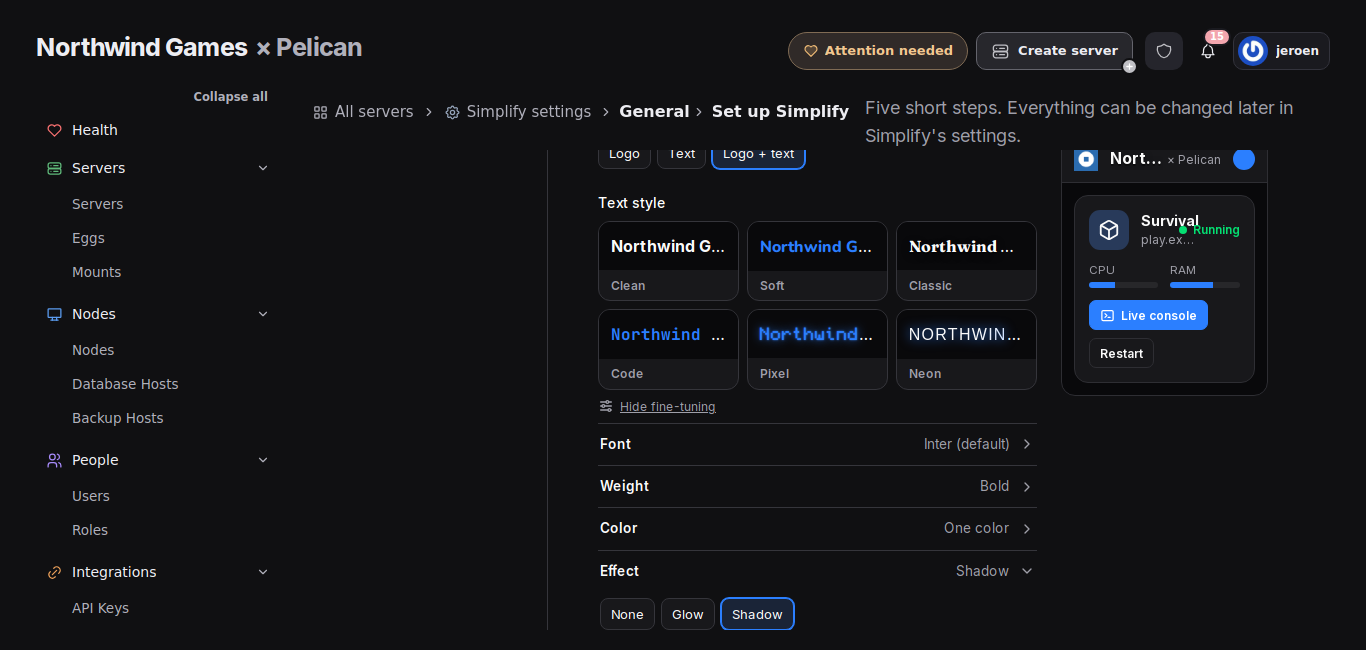 Northwind Games × Pelican
Attention needed
Create server
15
jeroen
Collapse all
Health
Servers
Servers
Eggs
Mounts
Nodes
Nodes
Database Hosts
Backup Hosts
People
Users
Roles
Integrations
API Keys
All servers > Simplify settings > General > Set up Simplify
Five short steps. Everything can be changed later in
Simplify's settings.
Logo Text Logo + text
Text style
Northwind G...
Clean
Northwind G...
Soft
Northwind ...
Classic
Northwind ...
Code
Northwind...
Pixel
NORTHWIN...
Neon
Hide fine-tuning
Font Inter (default)
Weight Bold
Color One color
Effect Shadow
None Glow Shadow
Nort... × Pelican
Survival
Running
play.ex...
CPU RAM
Live console
Restart